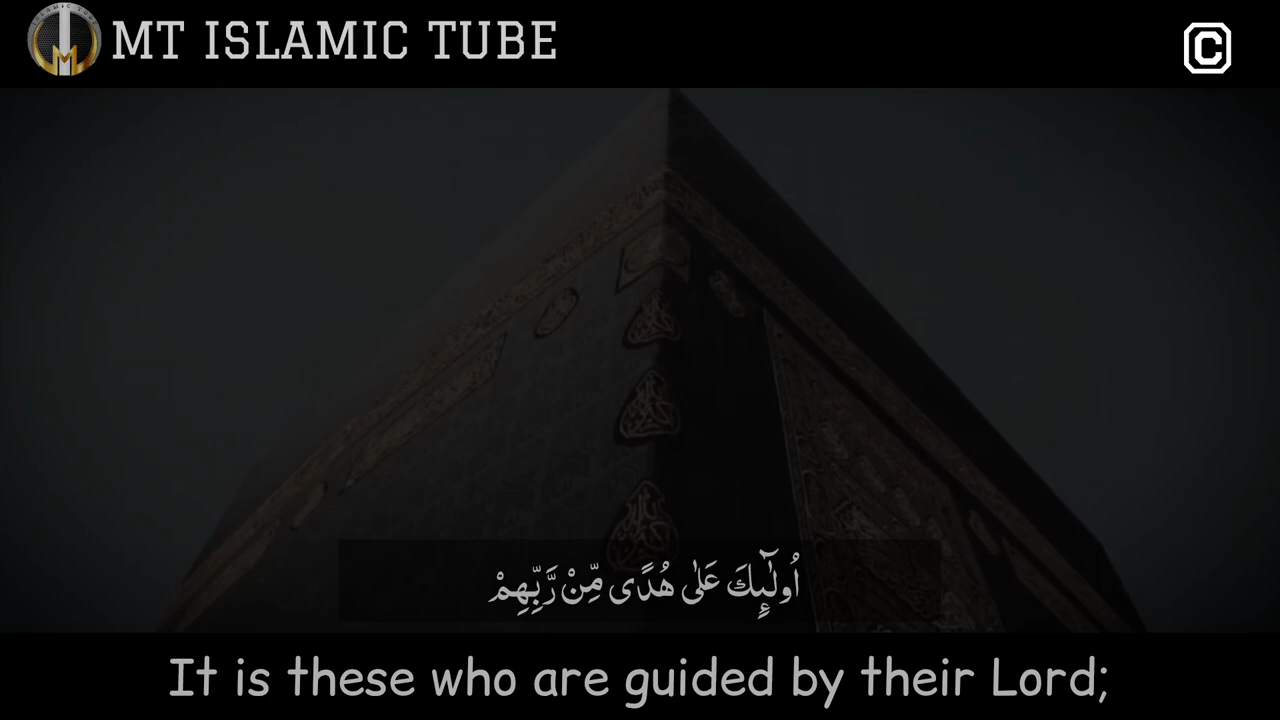 MT ISLAMIC TUBE
©
اُولٰٓئِكَ عَلٰى هُدًى مِّنْ رَّبِّهِمْ
It is these who are guided by their Lord;